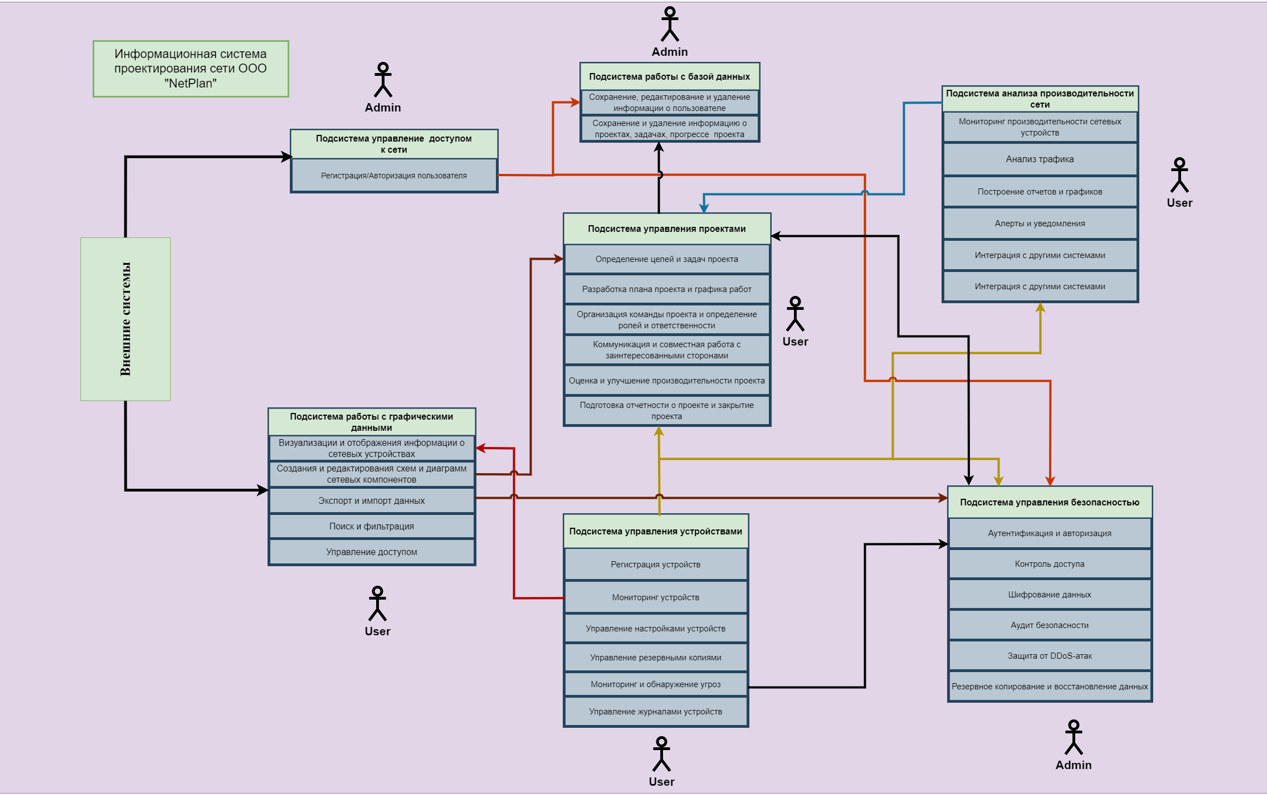 Информационная система
проектирования сети ООО
"NetPlan"
Admin
Admin
Подсистема управление доступом
к сети
Регистрация/Авторизация пользователя
Подсистема работы с базой данных
Сохранение, редактирование и удаление
информации о пользователе
Сохранение и удаление информацию о
проектах, задачах, прогрессе проекта
Подсистема анализа производительности
сети
Мониторинг производительности сетевых
устройств
Анализ трафика
Построение отчетов и графиков
Алерты и уведомления
Интеграция с другими системами
Интеграция с другими системами
User
Внешние системы
Подсистема управления проектами
Определение целей и задач проекта
Разработка плана проекта и графика работ
Организация команды проекта и определение
ролей и ответственности
Коммуникация и совместная работа с
заинтересованными сторонами
Оценка и улучшение производительности проекта
Подготовка отчетности о проекте и закрытие
проекта
User
Подсистема работы с графическими
данными
Визуализации и отображения информации о
сетевых устройствах
Создания и редактирования схем и диаграмм
сетевых компонентов
Экспорт и импорт данных
Поиск и фильтрация
Управление доступом
User
Подсистема управления устройствами
Регистрация устройств
Мониторинг устройств
Управление настройками устройств
Управление резервными копиями
Мониторинг и обнаружение угроз
Управление журналами устройств
User
Подсистема управления безопасностью
Аутентификация и авторизация
Контроль доступа
Шифрование данных
Аудит безопасности
Защита от DDoS-атак
Резервное копирование и восстановление данных
Admin